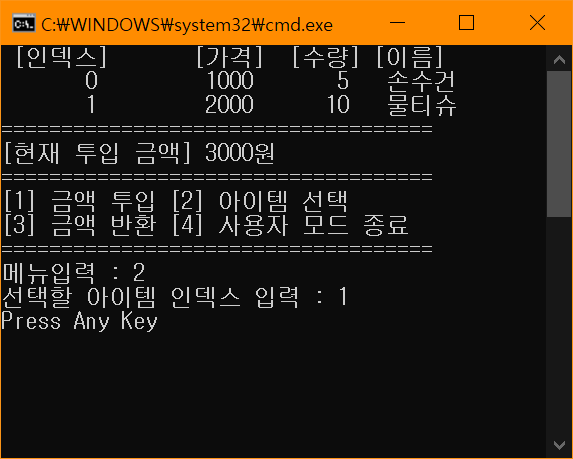 C:₩WINDOWS₩system32₩cmd.exe
[인덱스] [가격] [수량] [이름]
0 1000 5 손수건
1 2000 10 물티슈
====================================
[현재 투입 금액] 3000원
====================================
[1] 금액 투입 [2] 아이템 선택
[3] 금액 반환 [4] 사용자 모드 종료
====================================
메뉴입력 : 2
선택할 아이템 인덱스 입력 : 1
Press Any Key